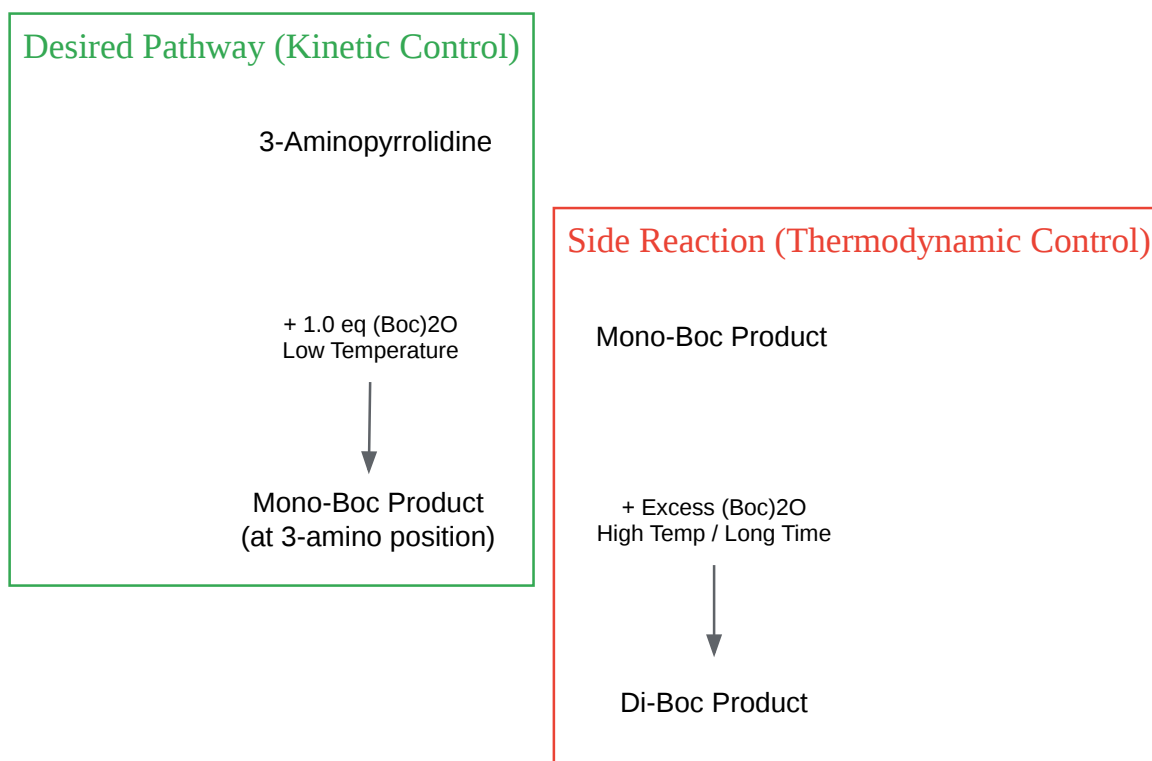 Desired Pathway (Kinetic Control)
3-Aminopyrrolidine
+ 1.0 eq (Boc)2O
Low Temperature
Mono-Boc Product
(at 3-amino position)
Side Reaction (Thermodynamic Control)
Mono-Boc Product
+ Excess (Boc)2O
High Temp / Long Time
Di-Boc Product